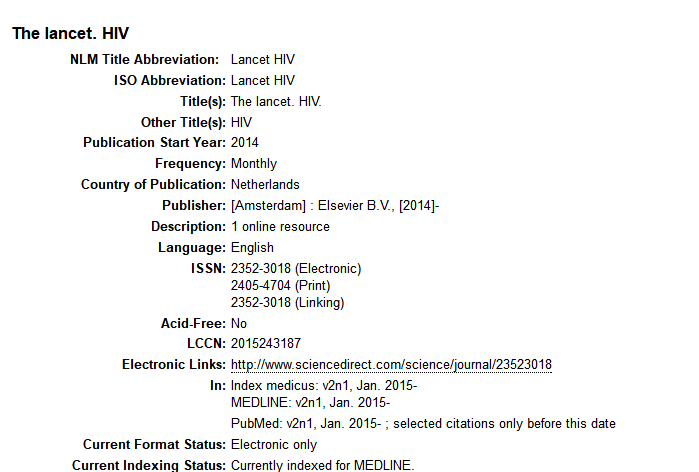 The lancet. HIV
NLM Title Abbreviation: Lancet HIV
ISO Abbreviation: Lancet HIV
Title(s): The lancet. HIV.
Other Title(s): HIV
Publication Start Year: 2014
Frequency: Monthly
Country of Publication: Netherlands
Publisher: [Amsterdam] : Elsevier B.V., [2014]-
Description: 1 online resource
Language: English
ISSN: 2352-3018 (Electronic)
2405-4704 (Print)
2352-3018 (Linking)
Acid-Free: No
LCCN: 2015243187
Electronic Links: http://www.sciencedirect.com/science/journal/23523018
In: Index medicus: v2n1, Jan. 2015-
MEDLINE: v2n1, Jan. 2015-
PubMed: v2n1, Jan. 2015- ; selected citations only before this date
Current Format Status: Electronic only
Current Indexing Status: Currently indexed for MEDLINE.